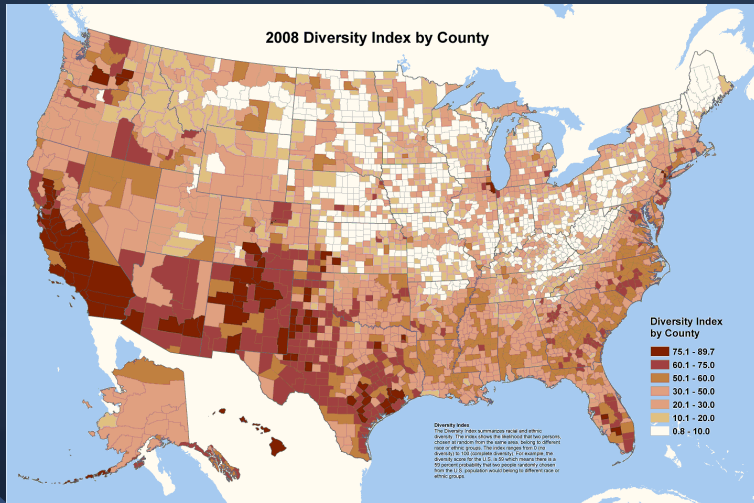 2008 Diversity Index by County
Diversity Index
by County
75.1 - 89.7
60.1 - 75.0
50.1 - 60.0
30.1 - 50.0
20.1 - 30.0
10.1 - 20.0
0.8 - 10.0
Diversity Index
The Diversity Index summarizes racial and ethnic
diversity. The index shows the likelihood that two persons,
chosen at random from the same area, belong to different
race or ethnic groups. The index ranges from 0 (no
diversity) to 100 (complete diversity). For example, the
diversity score for the U.S. is 59 which means there is a
59 percent probability that two people randomly chosen
from the U.S. population would belong to different race or
ethnic groups.